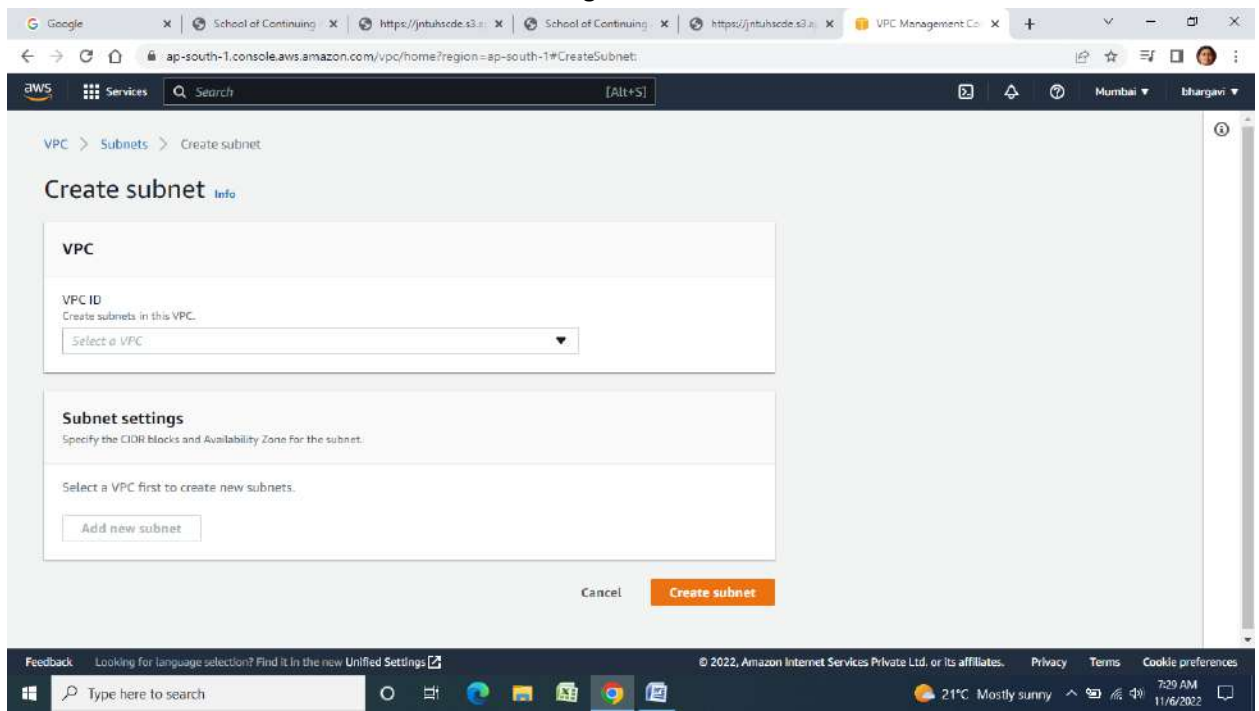 Google
School of Continuing
https://jntuhscde.s3.
School of Continuing
https://jntuhscde.s3.
VPC Management Co
ap-south-1.console.aws.amazon.com/vpc/home?region=ap-south-1#CreateSubnet:
aws
Services
Search
[Alt+S]
Mumbai
bhargavi
VPC > Subnets > Create subnet
Create subnet Info
VPC
VPC ID
Create subnets in this VPC.
Select a VPC
Subnet settings
Specify the CIDR blocks and Availability Zone for the subnet.
Select a VPC first to create new subnets.
Add new subnet
Cancel
Create subnet
Feedback Looking for language selection? Find it in the new Unified Settings © 2022, Amazon Internet Services Private Ltd. or its affiliates. Privacy Terms Cookie preferences
Type here to search
21°C Mostly sunny
7:29 AM
11/6/2022